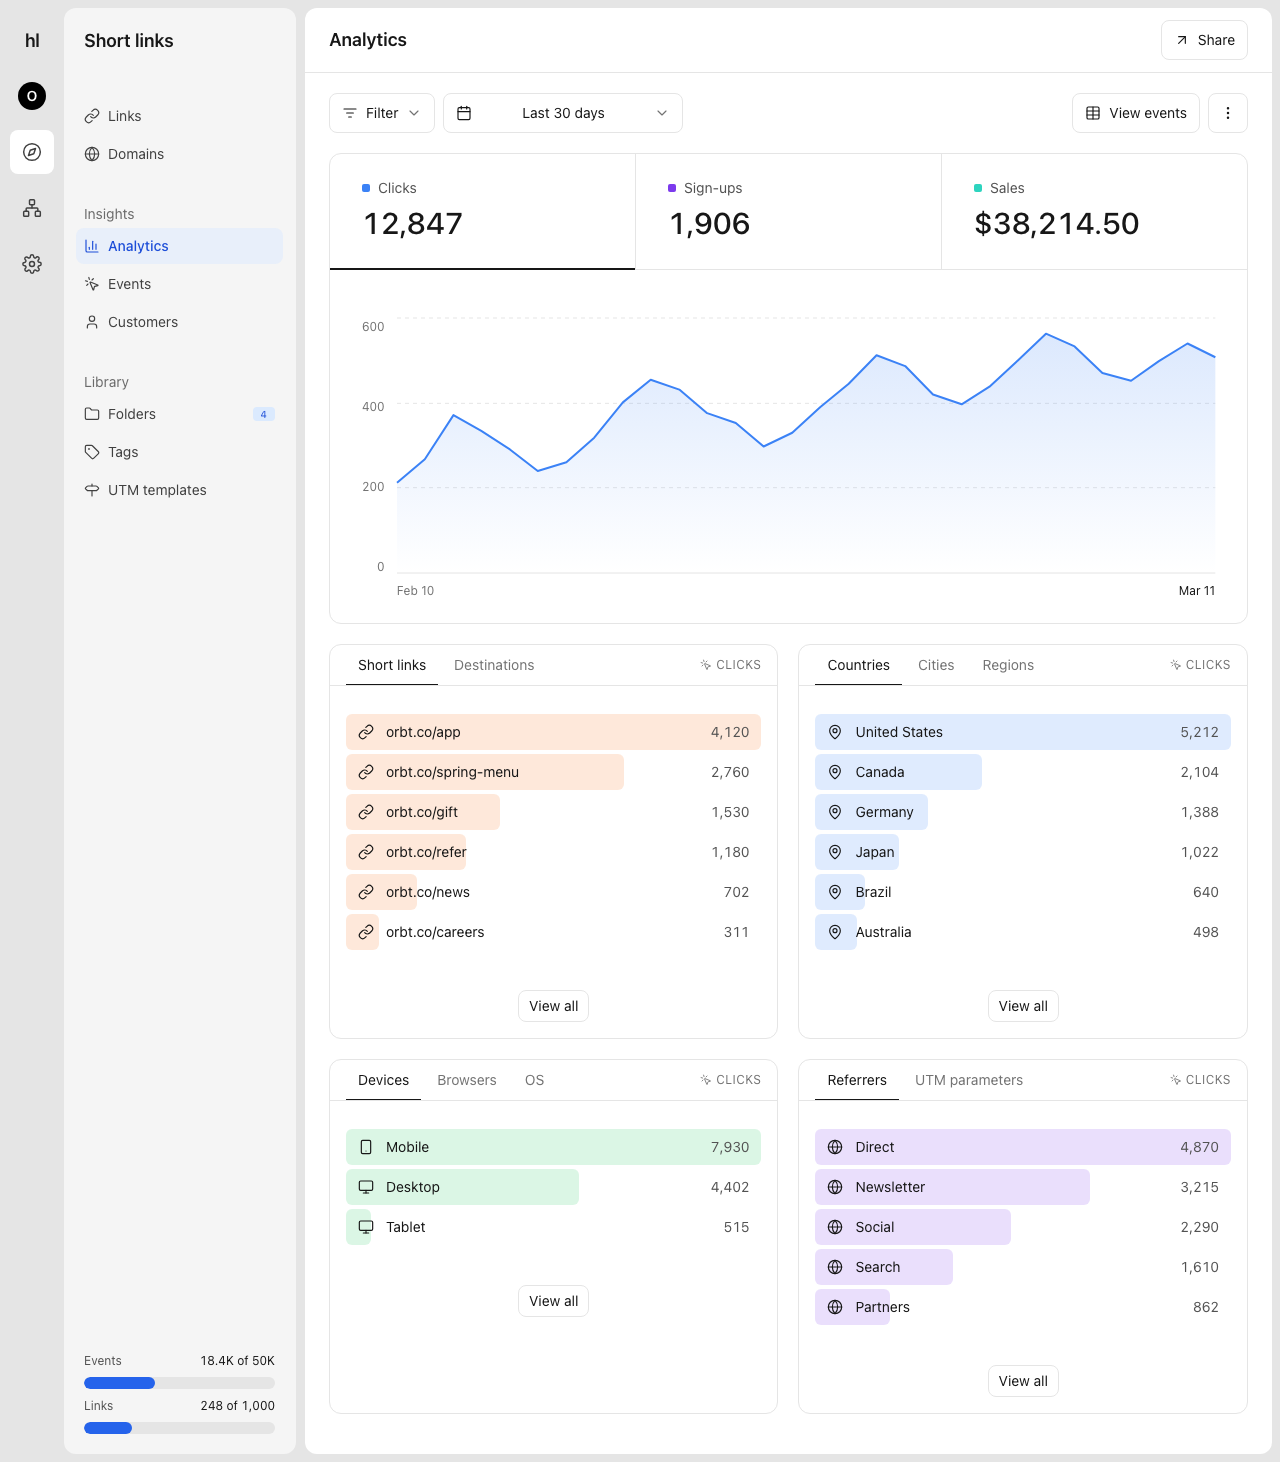 hl
O
Short links
Links
Domains
Insights
Analytics
Events
Customers
Library
Folders 4
Tags
UTM templates
Events 18.4K of 50K
Links 248 of 1,000
Analytics
Share
Filter
Last 30 days
View events
Clicks
12,847
Sign-ups
1,906
Sales
$38,214.50
600
400
200
0
Feb 10 Mar 11
Short links Destinations CLICKS
orbt.co/app 4,120
orbt.co/spring-menu 2,760
orbt.co/gift 1,530
orbt.co/refer 1,180
orbt.co/news 702
orbt.co/careers 311
View all
Countries Cities Regions CLICKS
United States 5,212
Canada 2,104
Germany 1,388
Japan 1,022
Brazil 640
Australia 498
View all
Devices Browsers OS CLICKS
Mobile 7,930
Desktop 4,402
Tablet 515
View all
Referrers UTM parameters CLICKS
Direct 4,870
Newsletter 3,215
Social 2,290
Search 1,610
Partners 862
View all